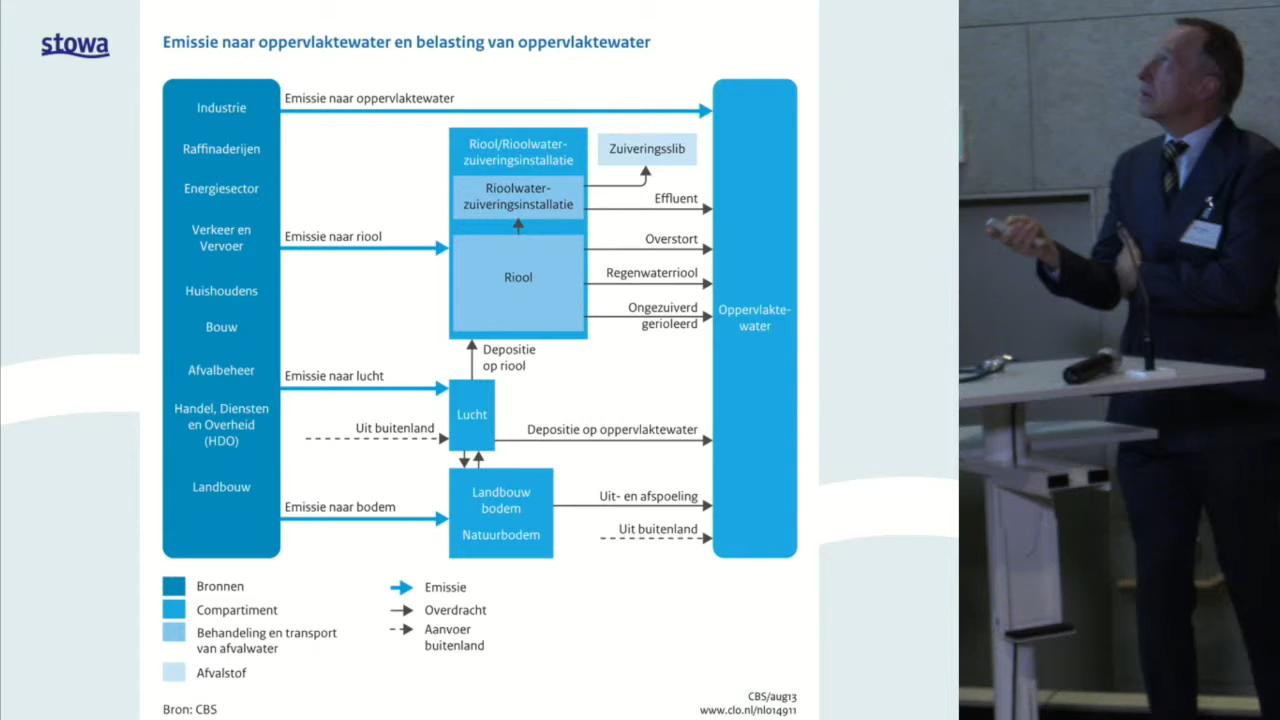 stowa
Emissie naar oppervlaktewater en belasting van oppervlaktewater
Industrie
Raffinaderijen
Energiesector
Verkeer en
Vervoer
Huishoudens
Bouw
Afvalbeheer
Handel, Diensten
en Overheid
(HDO)
Landbouw
Emissie naar oppervlaktewater
Emissie naar riool
Emissie naar lucht
Uit buitenland
Emissie naar bodem
Riool/Rioolwater-
zuiveringsinstallatie
Rioolwater-
zuiveringsinstallatie
Riool
Depositie
op riool
Lucht
Landbouw
bodem
Natuurbodem
Zuiveringsslib
Effluent
Overstort
Regenwaterriool
Ongezuiverd
gerioleerd
Depositie op oppervlaktewater
Uit- en afspoeling
Uit buitenland
Oppervlakte-
water
Bronnen
Compartiment
Behandeling en transport
van afvalwater
Afvalstof
Emissie
Overdracht
Aanvoer
buitenland
Bron: CBS
CBS/aug13
www.clo.nl/nl014911